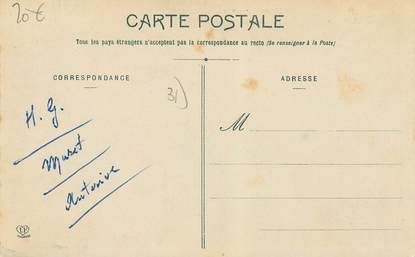 20€
CARTE POSTALE
Tous les pays étrangers n'acceptent pas la correspondance au recto (Se renseigner à la Poste)
CORRESPONDANCE
ADRESSE
31)
M
H. G.
Muret
Auterive